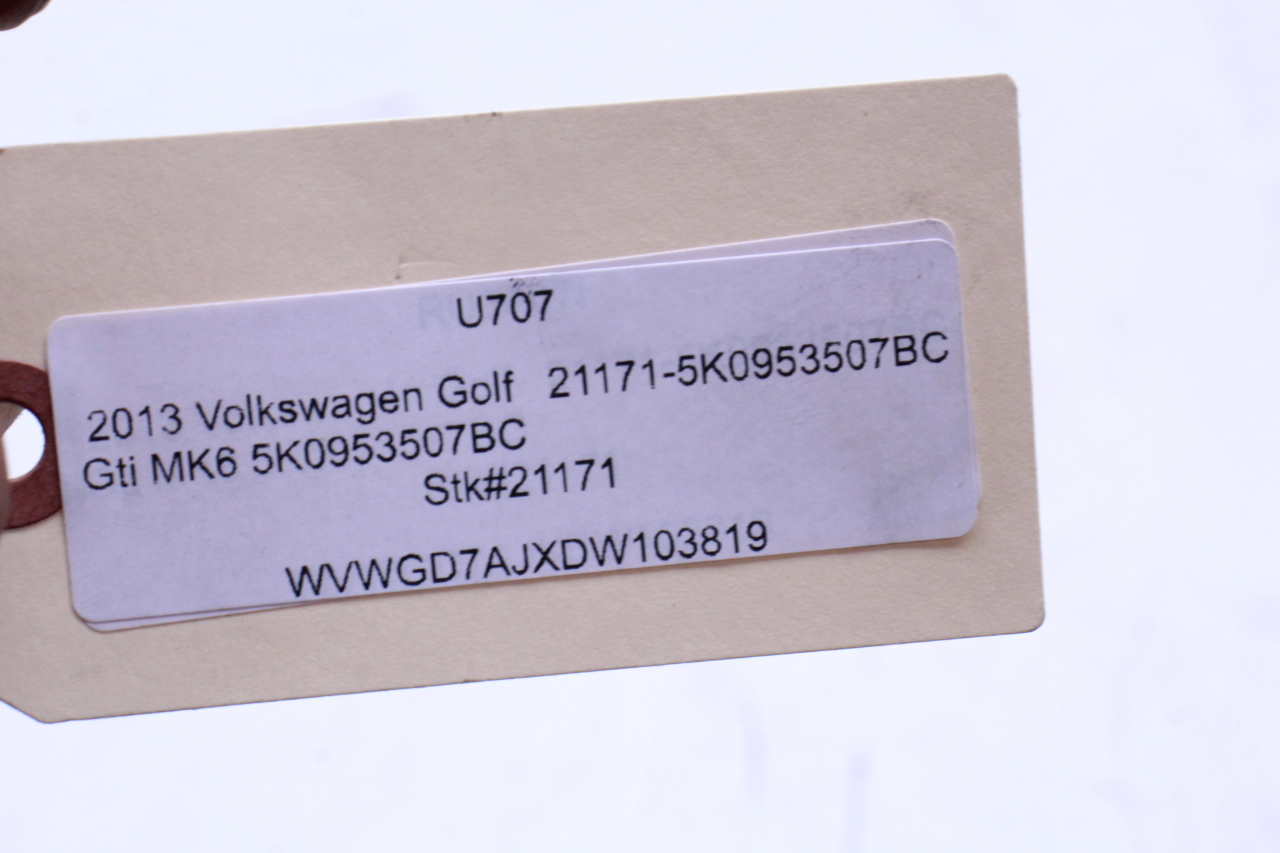 U707
2013 Volkswagen Golf 21171-5K0953507BC
Gti MK6 5K0953507BC
Stk#21171
WVWGD7AJXDW103819